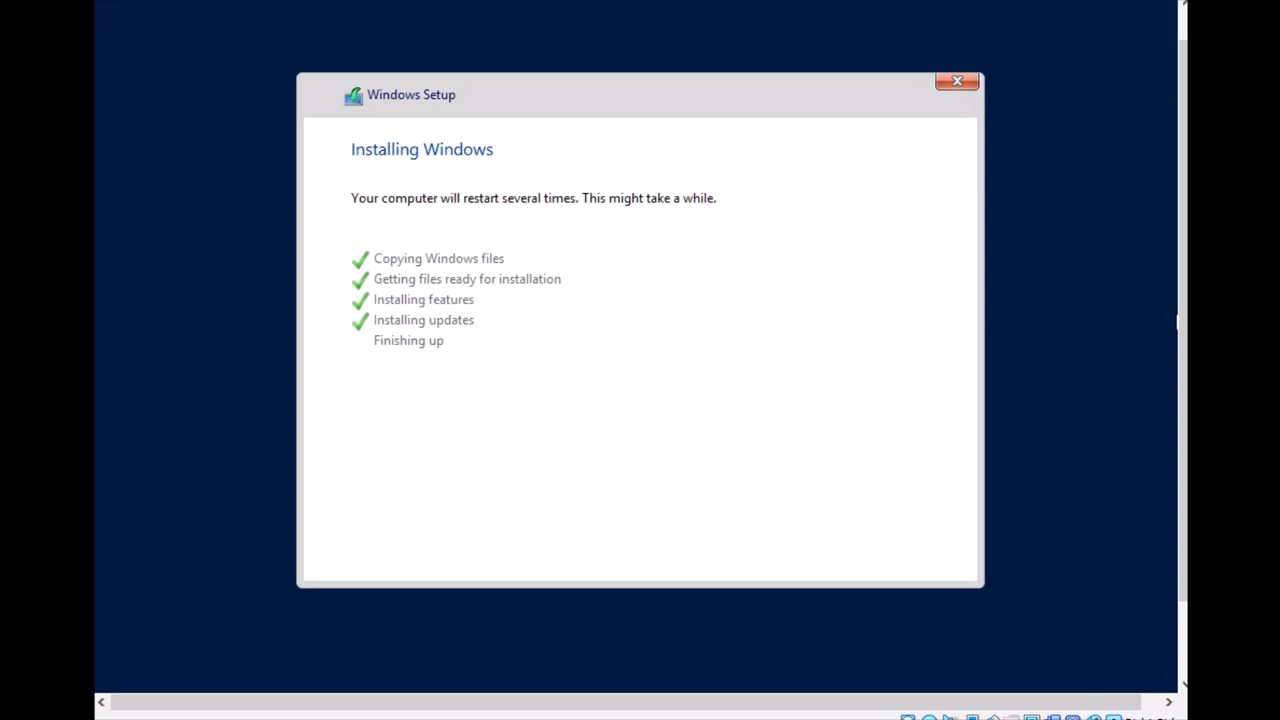 Windows Setup
Installing Windows
Your computer will restart several times. This might take a while.
Copying Windows files
Getting files ready for installation
Installing features
Installing updates
Finishing up